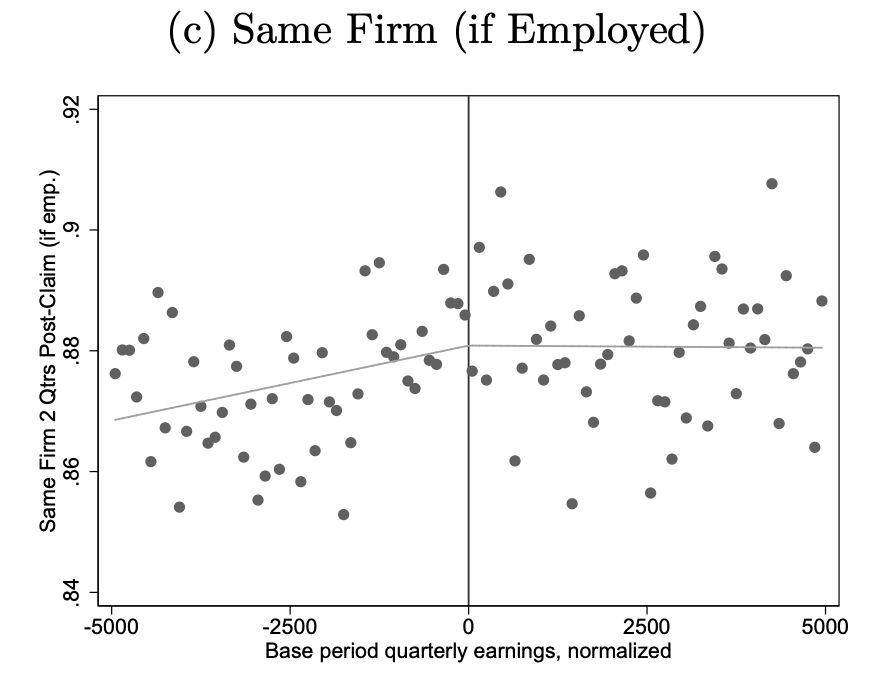 (c) Same Firm (if Employed)
Same Firm 2 Qtrs Post-Claim (if emp.)
.92
.9
.88
.86
.84
-5000 -2500 0 2500 5000
Base period quarterly earnings, normalized